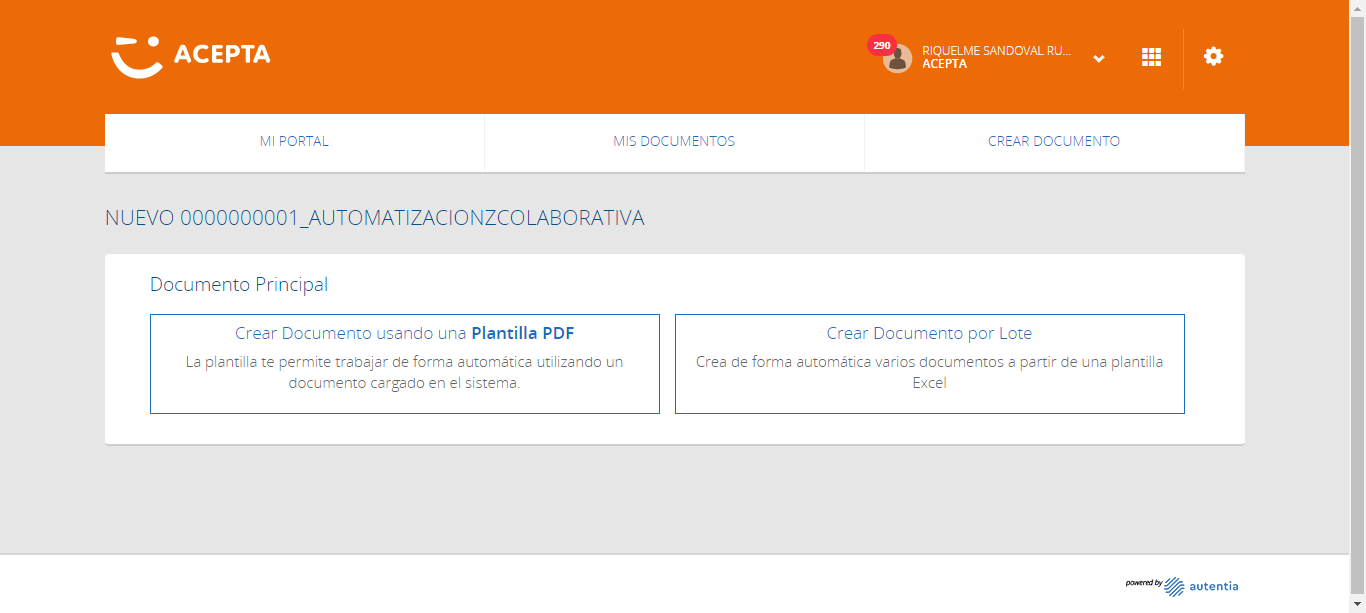 ACEPTA
290
RIQUELME SANDOVAL RU...
ACEPTA
MI PORTAL
MIS DOCUMENTOS
CREAR DOCUMENTO
NUEVO 0000000001_AUTOMATIZACIONZCOLABORATIVA
Documento Principal
Crear Documento usando una Plantilla PDF
La plantilla te permite trabajar de forma automática utilizando un
documento cargado en el sistema.
Crear Documento por Lote
Crea de forma automática varios documentos a partir de una plantilla
Excel
powered by autentia